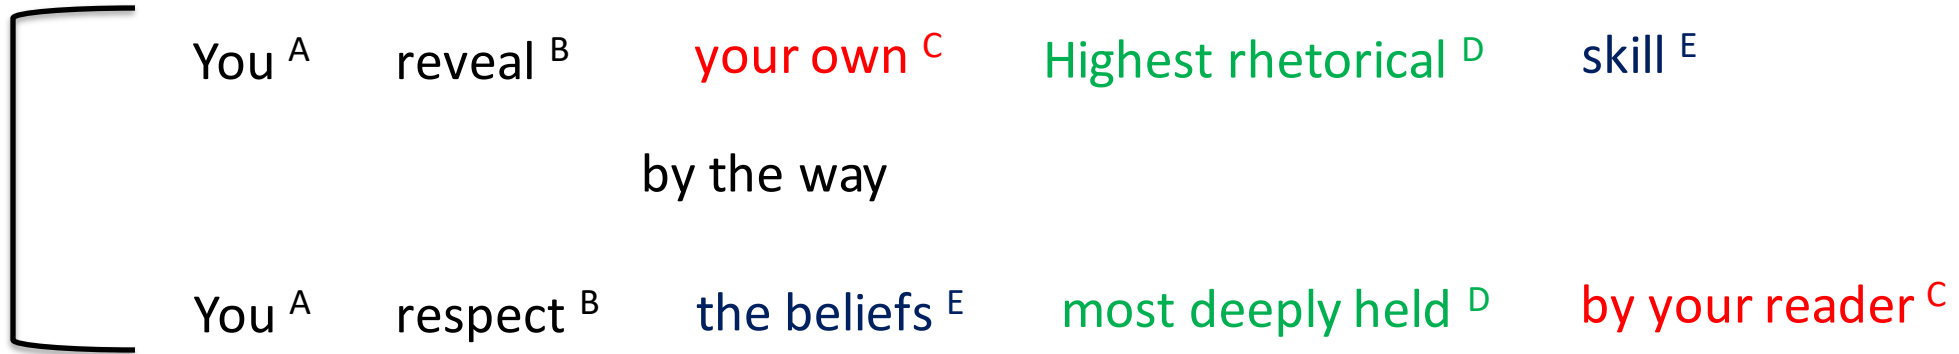 You A reveal B your own C Highest rhetorical D skill E
by the way
You A respect B the beliefs E most deeply held D by your reader C